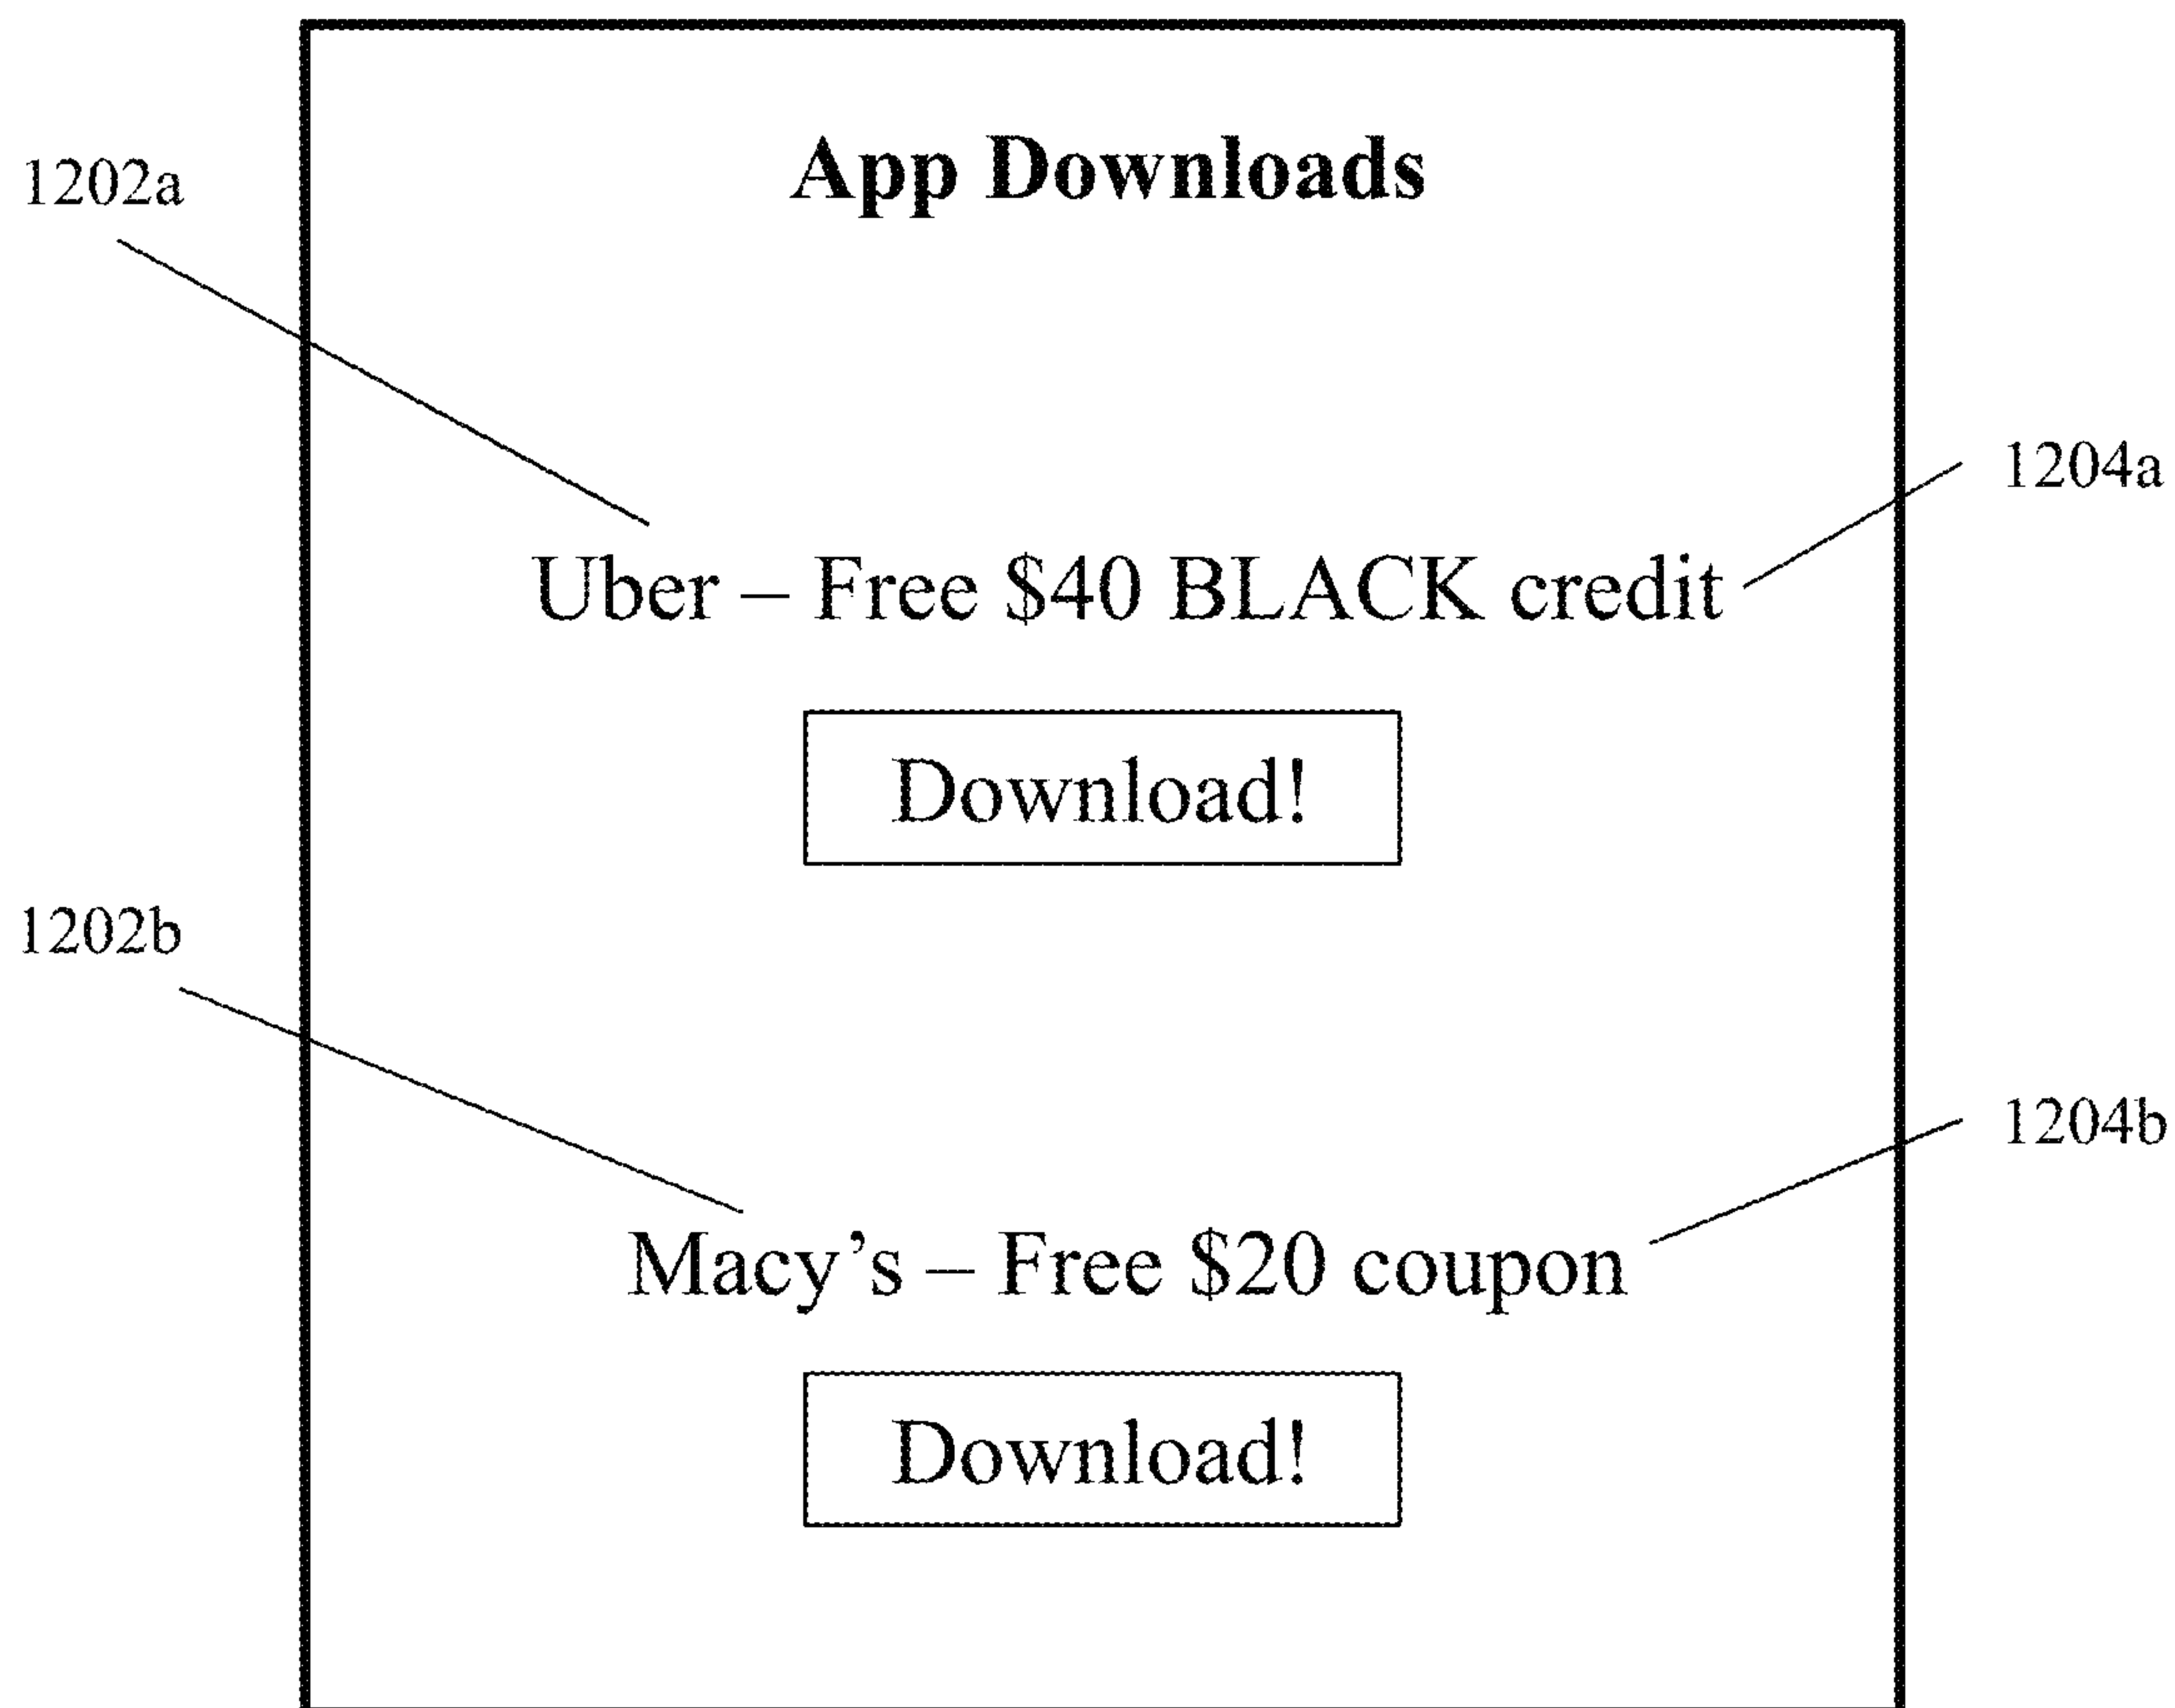 App Downloads
1202a
1204a
Uber – Free $40 BLACK credit
Download!
1202b
1204b
Macy’s – Free $20 coupon
Download!